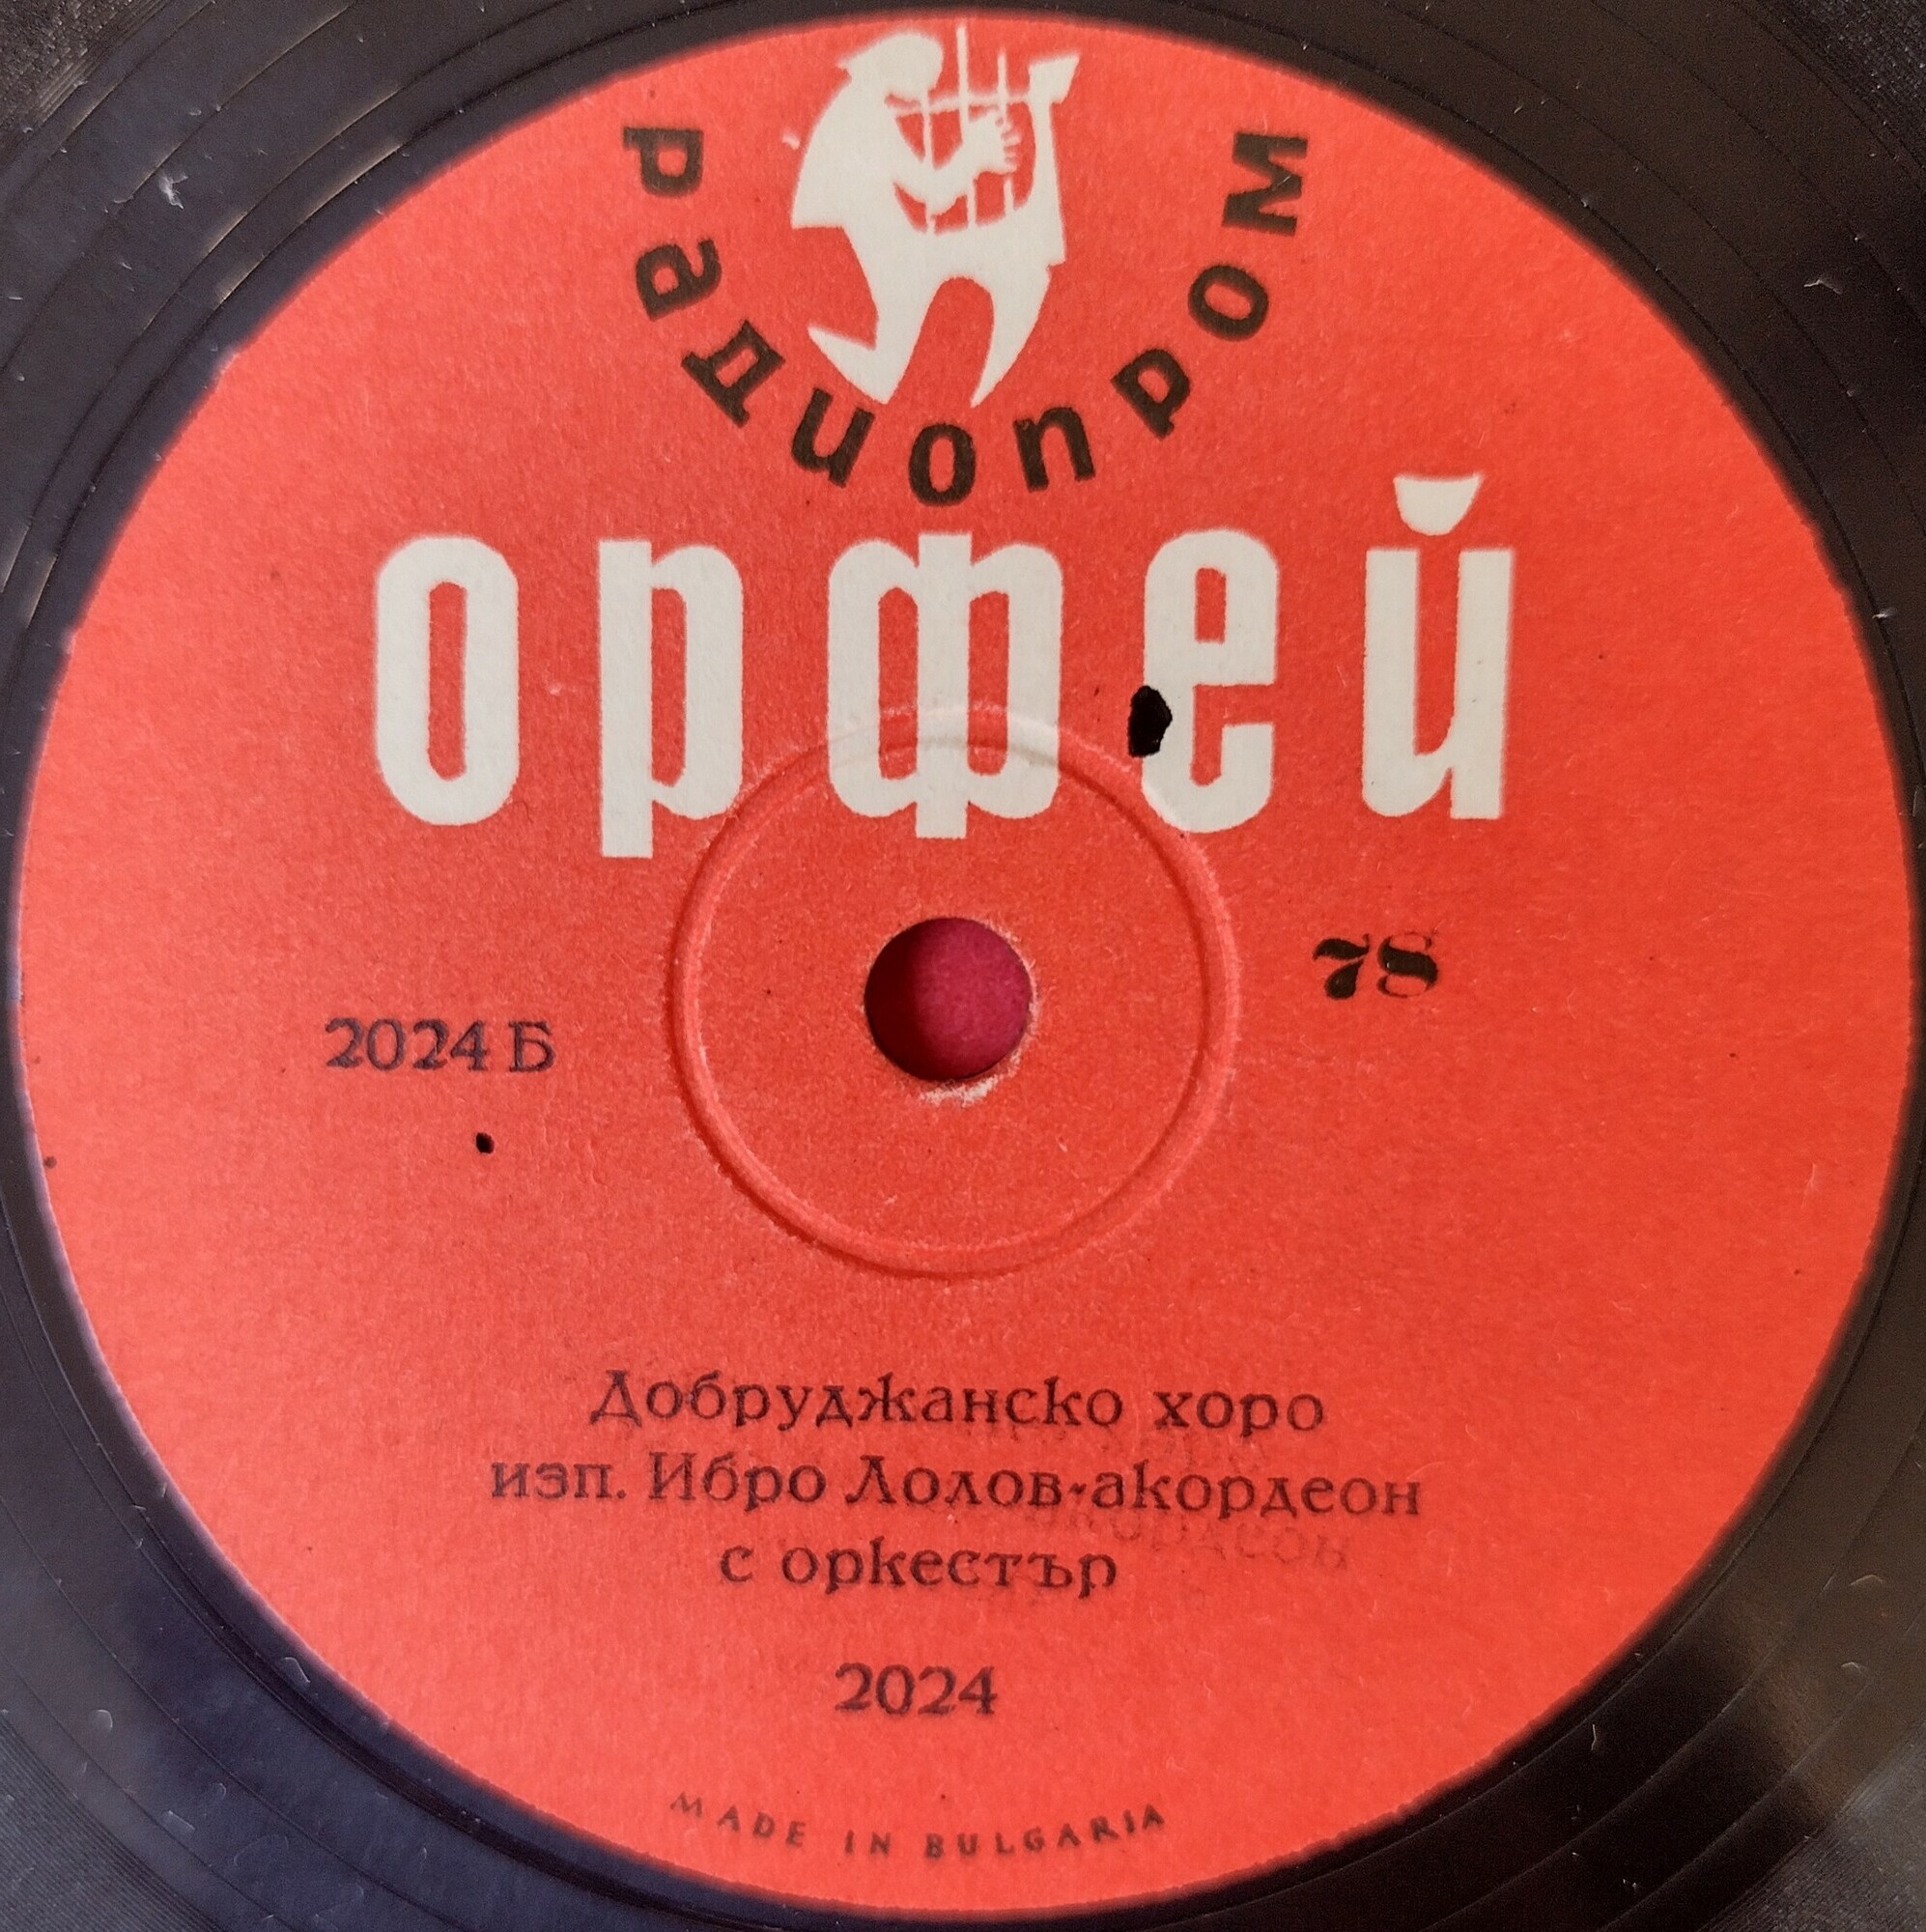 радиопром
орфей
78
2024 Б
Добруджанско хоро
изп. Ибро Лолов-акордеон
с оркестър
2024
MADE IN BULGARIA